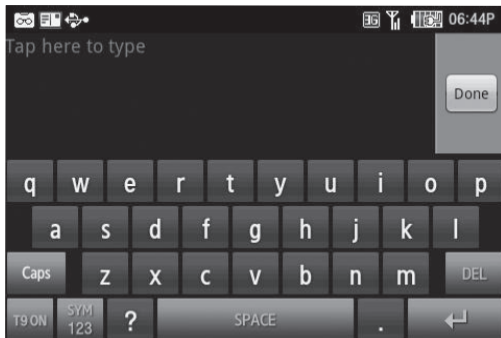 3G 06:44P
Tap here to type
Done
q w e r t y u i o p
a s d f g h j k l
Caps z x c v b n m DEL
T9 ON SYM 123 ? SPACE .